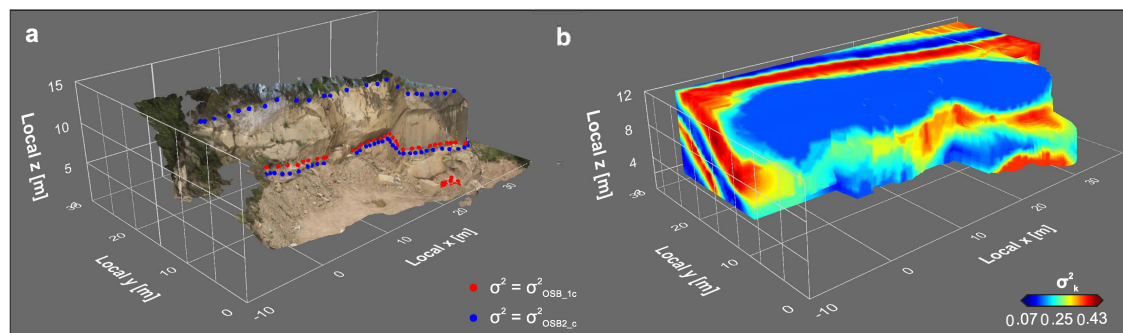 a
15
10
5
Local z [m]
38
20
10
0
Local y [m]
-10
0
10
20
30
Local x [m]
σ² = σ²OSB_1c
σ² = σ²OSB2_c
b
12
8
4
Local z [m]
38
20
10
0
Local y [m]
0
10
20
30
Local x [m]
σ²k
0.07 0.25 0.43